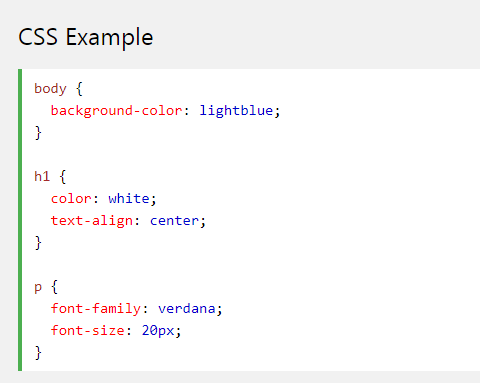 CSS Example
body {
  background-color: lightblue;
}
h1 {
  color: white;
  text-align: center;
}
p {
  font-family: verdana;
  font-size: 20px;
}